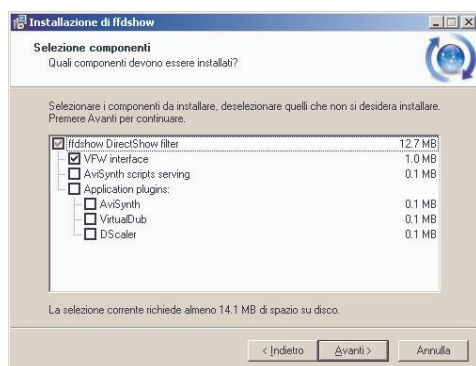 Installazione di ffdshow
Selezione componenti
Quali componenti devono essere installati?
Selezionare i componenti da installare, deselezionare quelli che non si desidera installare.
Premere Avanti per continuare.
ffdshow DirectShow filter 12.7 MB
VFW interface 1.0 MB
AviSynth scripts serving 0.1 MB
Application plugins:
AviSynth 0.1 MB
VirtualDub 0.1 MB
DScaler 0.1 MB
La selezione corrente richiede almeno 14.1 MB di spazio su disco.
< Indietro Avanti > Annulla